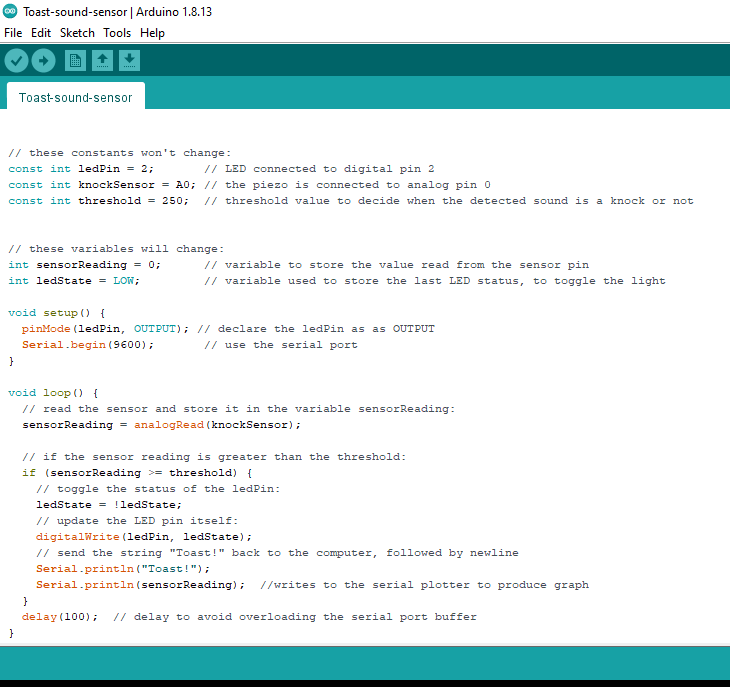 Toast-sound-sensor | Arduino 1.8.13
File Edit Sketch Tools Help
Toast-sound-sensor
// these constants won't change:
const int ledPin = 2;       // LED connected to digital pin 2
const int knockSensor = A0; // the piezo is connected to analog pin 0
const int threshold = 250;  // threshold value to decide when the detected sound is a knock or not
// these variables will change:
int sensorReading = 0;      // variable to store the value read from the sensor pin
int ledState = LOW;         // variable used to store the last LED status, to toggle the light
void setup() {
  pinMode(ledPin, OUTPUT); // declare the ledPin as as OUTPUT
  Serial.begin(9600);       // use the serial port
}
void loop() {
  // read the sensor and store it in the variable sensorReading:
  sensorReading = analogRead(knockSensor);
  // if the sensor reading is greater than the threshold:
  if (sensorReading >= threshold) {
    // toggle the status of the ledPin:
    ledState = !ledState;
    // update the LED pin itself:
    digitalWrite(ledPin, ledState);
    // send the string "Toast!" back to the computer, followed by newline
    Serial.println("Toast!");
    Serial.println(sensorReading);  //writes to the serial plotter to produce graph
  }
  delay(100);  // delay to avoid overloading the serial port buffer
}